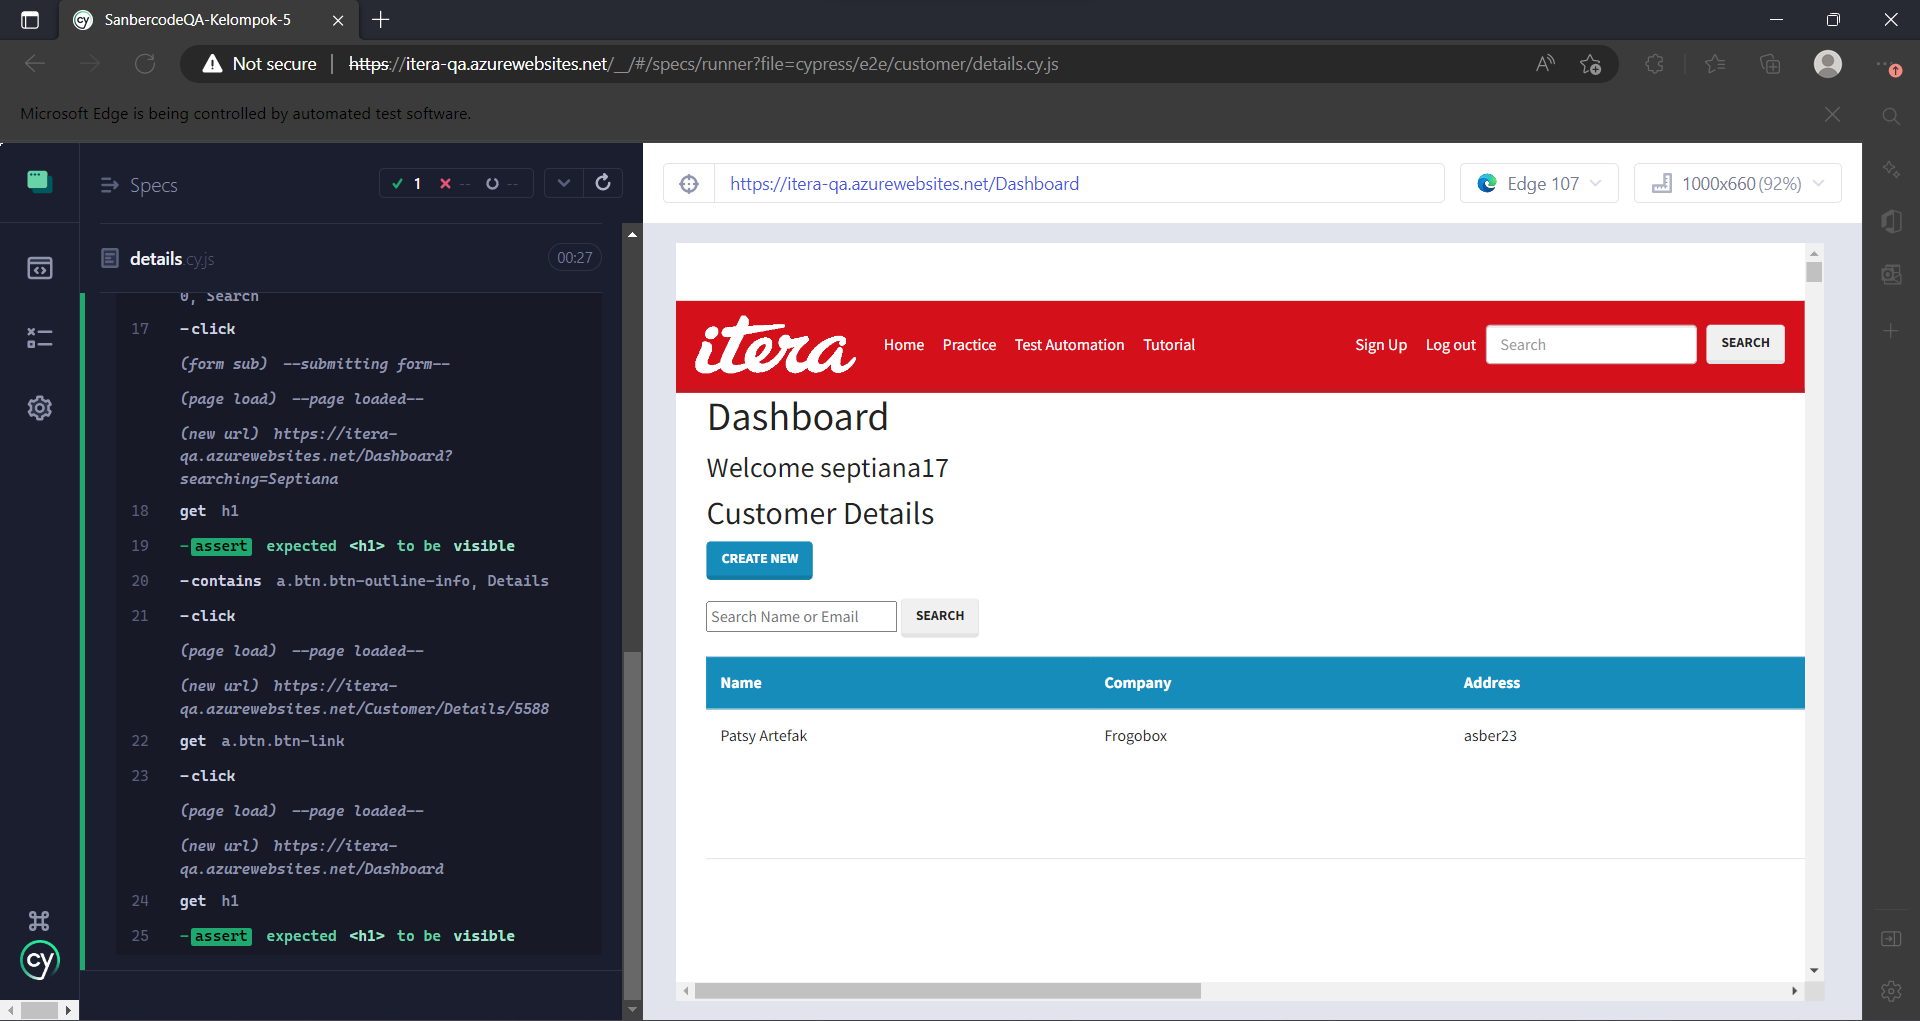 SanbercodeQA-Kelompok-5
Not secure
https://itera-qa.azurewebsites.net/__/#/specs/runner?file=cypress/e2e/customer/details.cy.js
Microsoft Edge is being controlled by automated test software.
Specs
1 -- --
details.cy.js
00:27
0, Search
17 -click
(form sub) --submitting form--
(page load) --page loaded--
(new url) https://itera-
qa.azurewebsites.net/Dashboard?
searching=Septiana
18 get h1
19 -assert expected <h1> to be visible
20 -contains a.btn.btn-outline-info, Details
21 -click
(page load) --page loaded--
(new url) https://itera-
qa.azurewebsites.net/Customer/Details/5588
22 get a.btn.btn-link
23 -click
(page load) --page loaded--
(new url) https://itera-
qa.azurewebsites.net/Dashboard
24 get h1
25 -assert expected <h1> to be visible
cy
https://itera-qa.azurewebsites.net/Dashboard
Edge 107
1000x660 (92%)
itera
Home Practice Test Automation Tutorial
Sign Up Log out Search SEARCH
Dashboard
Welcome septiana17
Customer Details
CREATE NEW
Search Name or Email SEARCH
Name Company Address
Patsy Artefak Frogobox asber23